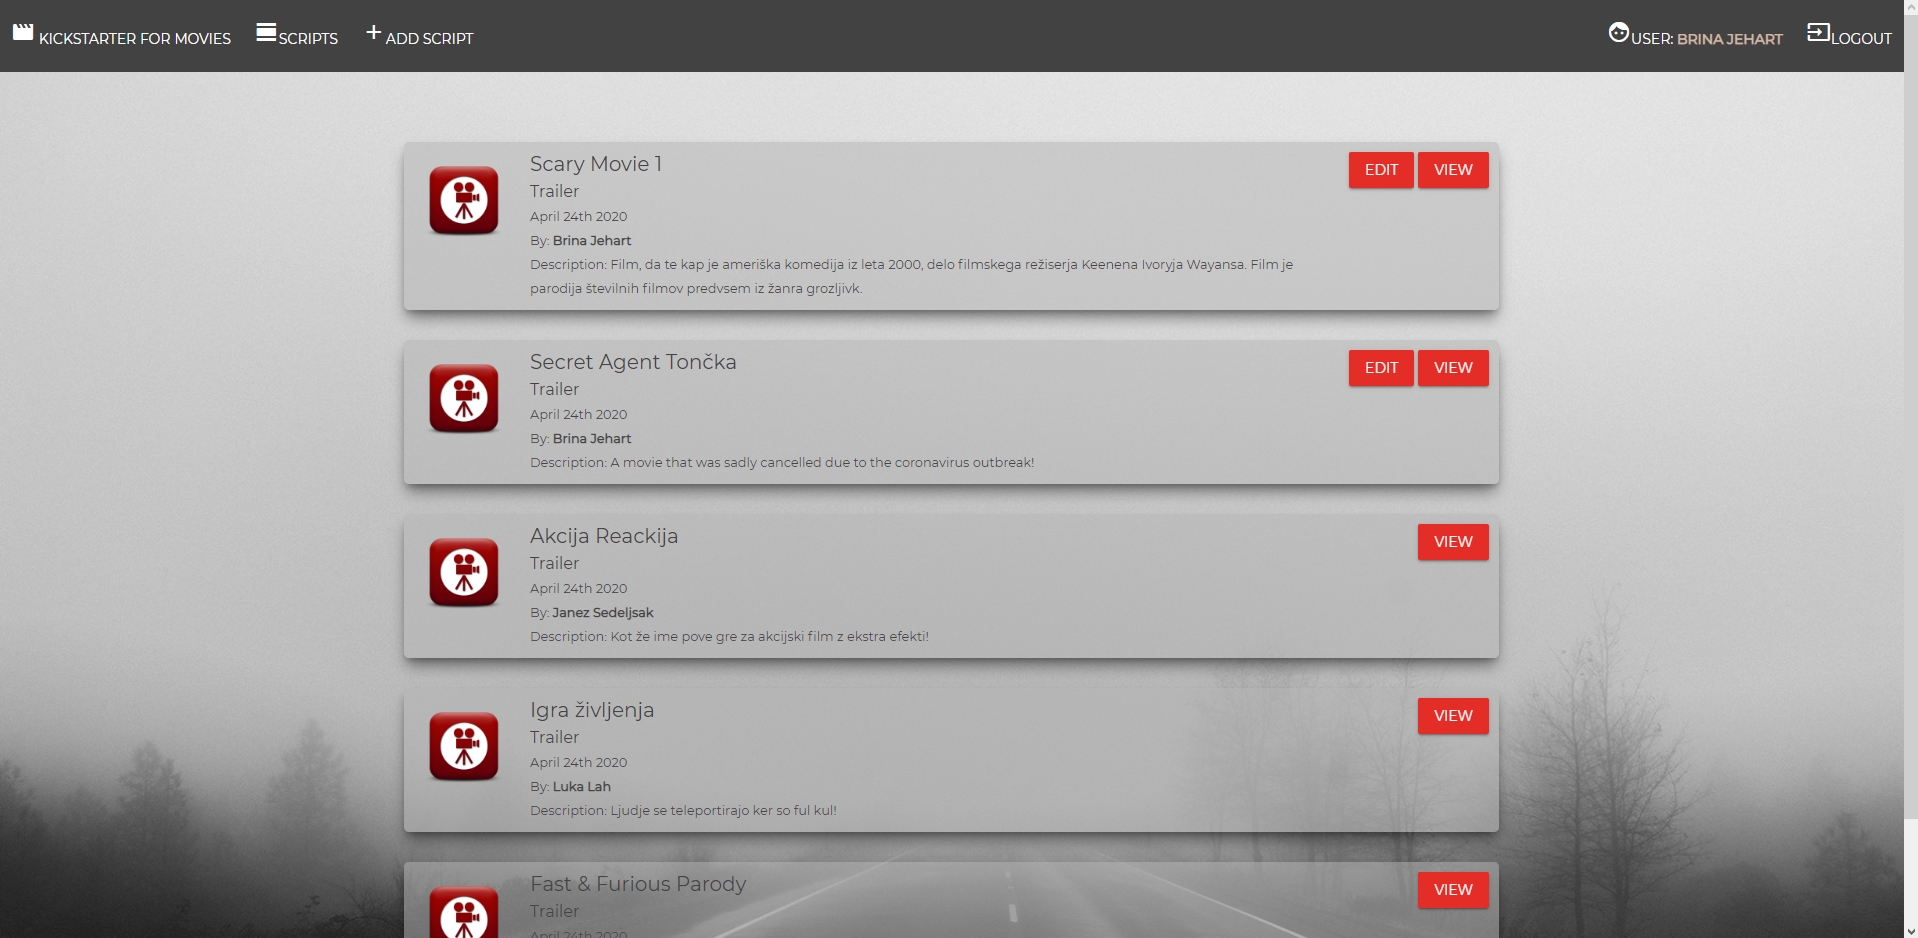 KICKSTARTER FOR MOVIES SCRIPTS ADD SCRIPT USER: BRINA JEHART LOGOUT
Scary Movie 1
EDIT VIEW
Trailer
April 24th 2020
By: Brina Jehart
Description: Film, da te kap je ameriška komedija iz leta 2000, delo filmskega režiserja Keenena Ivoryja Wayansa. Film je
parodija številnih filmov predvsem iz žanra grozljivk.
Secret Agent Tončka
EDIT VIEW
Trailer
April 24th 2020
By: Brina Jehart
Description: A movie that was sadly cancelled due to the coronavirus outbreak!
Akcija Reackija
VIEW
Trailer
April 24th 2020
By: Janez Sedeljsak
Description: Kot že ime pove gre za akcijski film z ekstra efekti!
Igra življenja
VIEW
Trailer
April 24th 2020
By: Luka Lah
Description: Ljudje se teleportirajo ker so ful kul!
Fast & Furious Parody
VIEW
Trailer
April 24th 2020